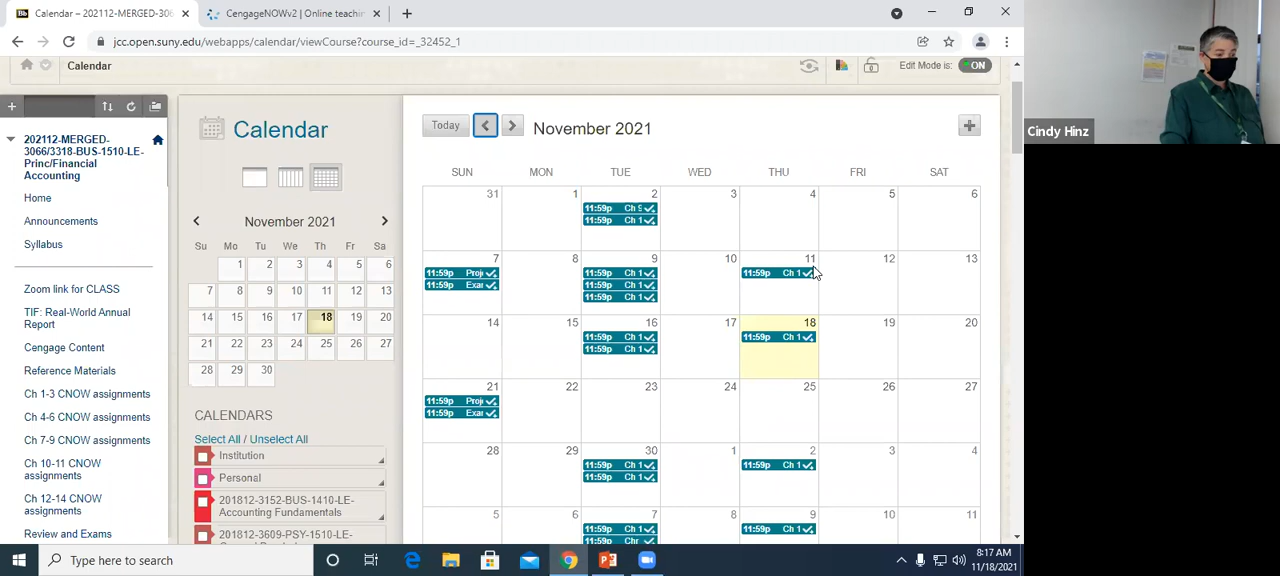 Bb Calendar – 202112-MERGED-306
CengageNOWv2 | Online teachin
jcc.open.suny.edu/webapps/calendar/viewCourse?course_id=_32452_1
Calendar
Edit Mode is: ON
202112-MERGED-
3066/3318-BUS-1510-LE-
Princ/Financial
Accounting
Home
Announcements
Syllabus
Zoom link for CLASS
TIF: Real-World Annual
Report
Cengage Content
Reference Materials
Ch 1-3 CNOW assignments
Ch 4-6 CNOW assignments
Ch 7-9 CNOW assignments
Ch 10-11 CNOW
assignments
Ch 12-14 CNOW
assignments
Review and Exams
Calendar
November 2021
Su Mo Tu We Th Fr Sa
1 2 3 4 5 6
7 8 9 10 11 12 13
14 15 16 17 18 19 20
21 22 23 24 25 26 27
28 29 30
CALENDARS
Select All / Unselect All
Institution
Personal
201812-3152-BUS-1410-LE-
Accounting Fundamentals
201812-3609-PSY-1510-LE-
Today
November 2021
SUN MON TUE WED THU FRI SAT
31 1 2 3 4 5 6
11:59p Ch 9
11:59p Ch 1
7 8 9 10 11 12 13
11:59p Proj 11:59p Ch 1 11:59p Ch 1
11:59p Exa 11:59p Ch 1
11:59p Ch 1
14 15 16 17 18 19 20
11:59p Ch 1 11:59p Ch 1
11:59p Ch 1
21 22 23 24 25 26 27
11:59p Proj
11:59p Exa
28 29 30 1 2 3 4
11:59p Ch 1 11:59p Ch 1
11:59p Ch 1
5 6 7 8 9 10 11
11:59p Ch 1 11:59p Ch 1
11:59p
Cindy Hinz
Type here to search
8:17 AM
11/18/2021